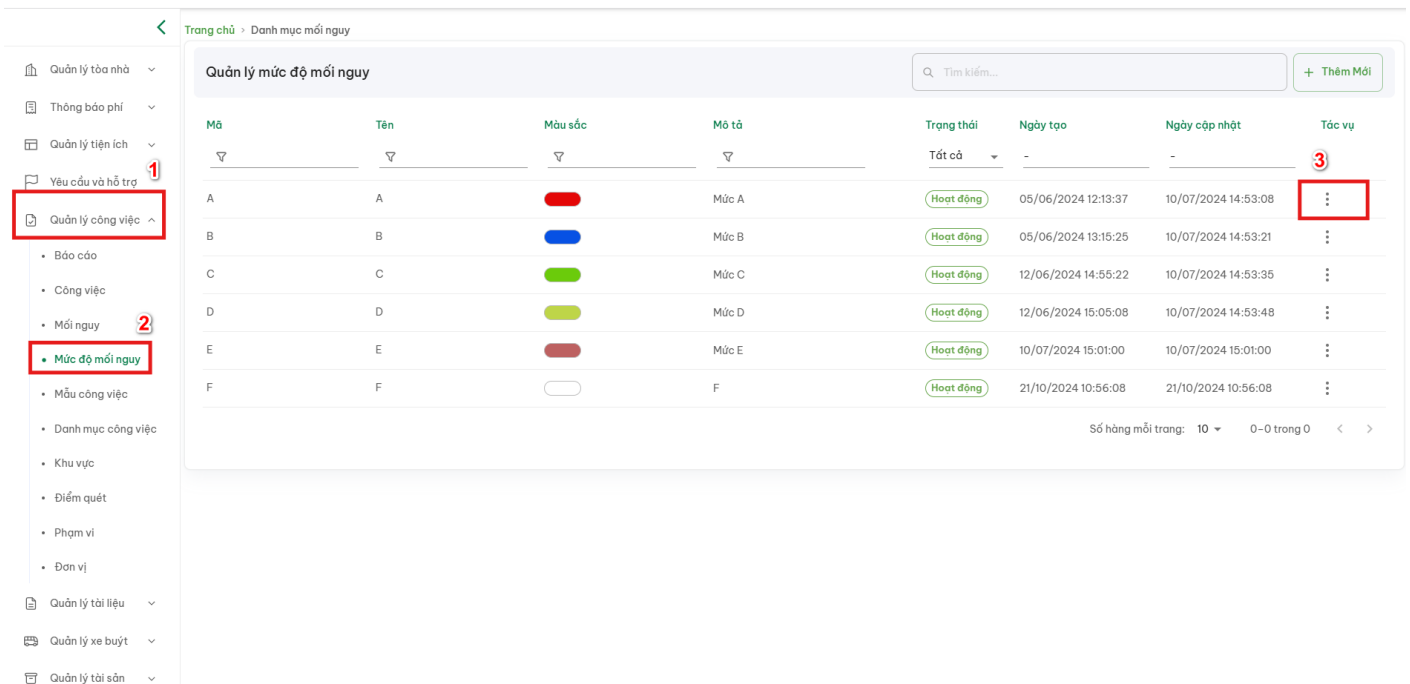 Trang chủ > Danh mục mối nguy
Quản lý tòa nhà
Thông báo phí
Quản lý tiện ích
1
Yêu cầu và hỗ trợ
Quản lý công việc
Báo cáo
Công việc
Mối nguy
2
Mức độ mối nguy
Mẫu công việc
Danh mục công việc
Khu vực
Điểm quét
Phạm vi
Đơn vị
Quản lý tài liệu
Quản lý xe buýt
Quản lý tài sản
Quản lý mức độ mối nguy
Tìm kiếm...
+ Thêm Mới
Mã Tên Màu sắc Mô tả Trạng thái Ngày tạo Ngày cập nhật Tác vụ
Tất cả - -
3
A A Mức A Hoạt động 05/06/2024 12:13:37 10/07/2024 14:53:08
B B Mức B Hoạt động 05/06/2024 13:15:25 10/07/2024 14:53:21
C C Mức C Hoạt động 12/06/2024 14:55:22 10/07/2024 14:53:35
D D Mức D Hoạt động 12/06/2024 15:05:08 10/07/2024 14:53:48
E E Mức E Hoạt động 10/07/2024 15:01:00 10/07/2024 15:01:00
F F F Hoạt động 21/10/2024 10:56:08 21/10/2024 10:56:08
Số hàng mỗi trang: 10 0–0 trong 0